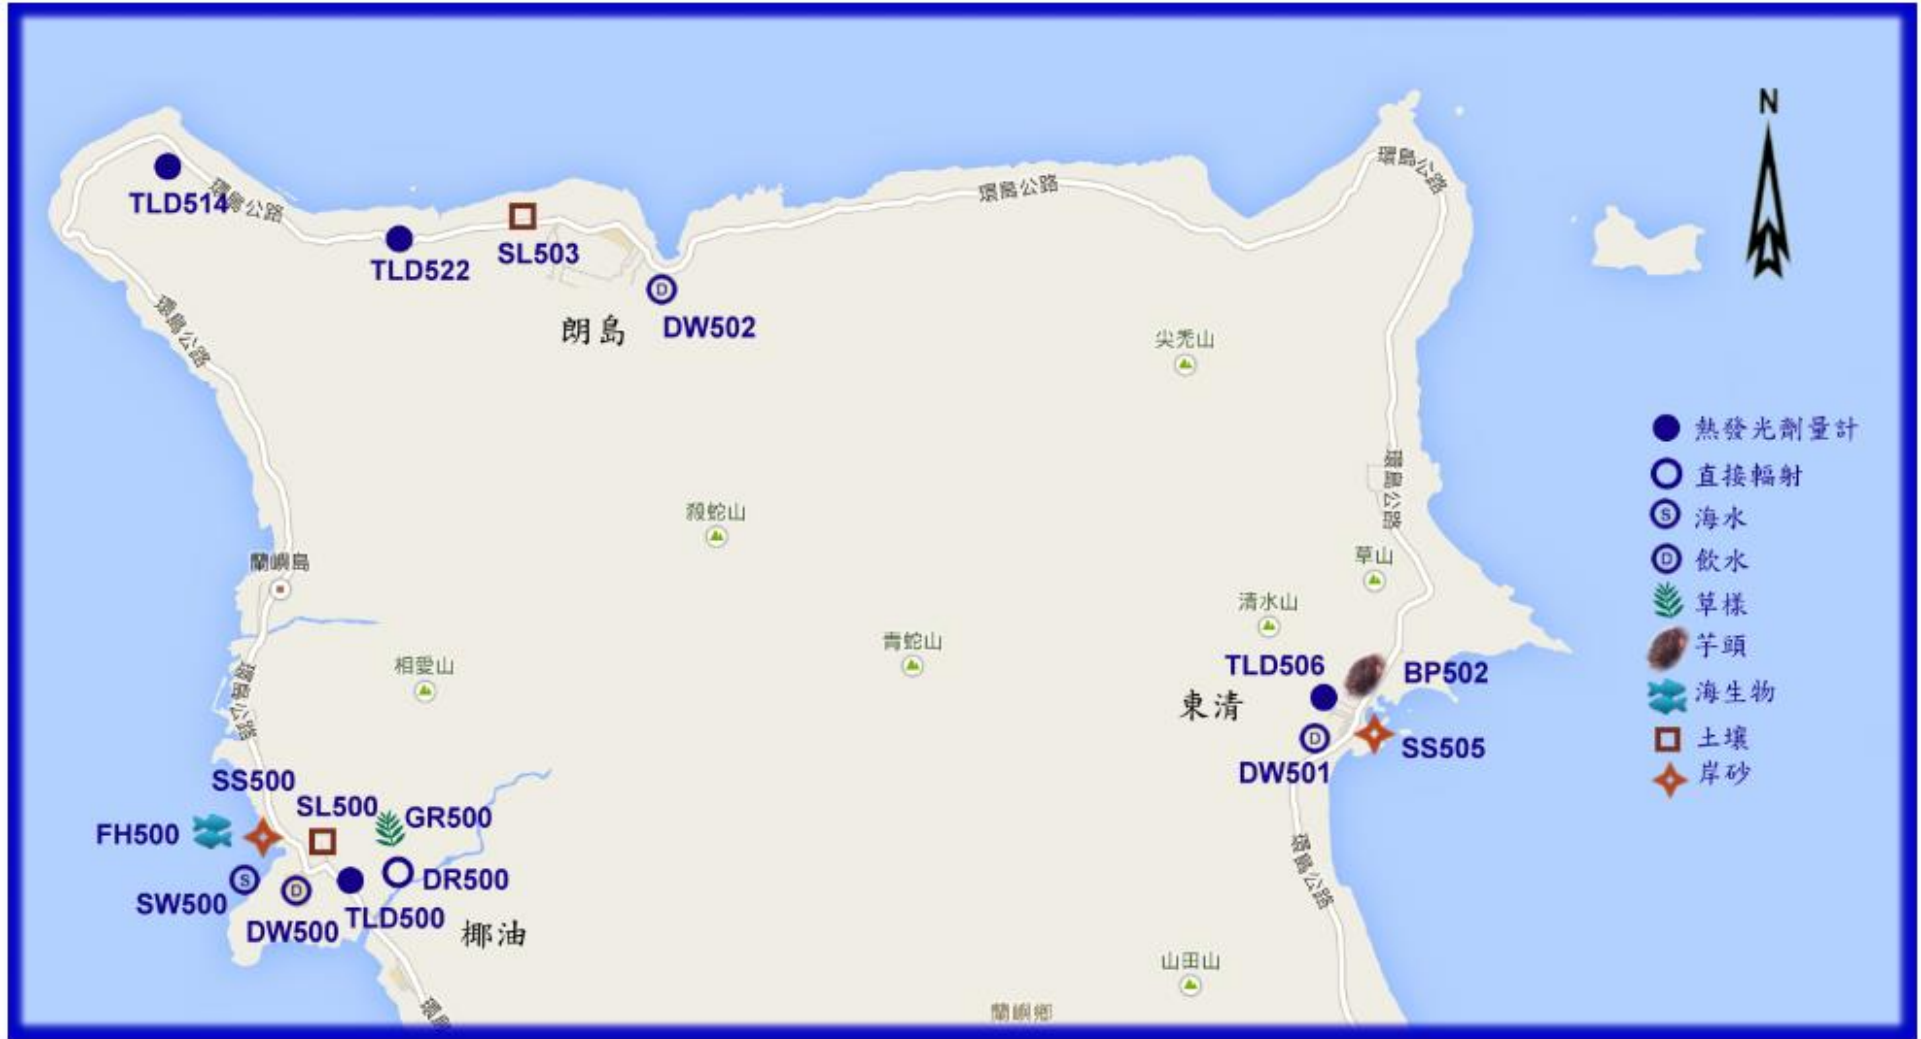 N
環島公路
環島公路
環島公路
TLD514
環島公路
TLD522
SL503
DW502
朗島
環島公路
尖禿山
熱發光劑量計
直接輻射
S 海水
D 飲水
草樣
芋頭
海生物
土壤
岸砂
殺蛇山
環島公路
蘭嶼島
草山
清水山
青蛇山
相愛山
TLD506
BP502
東清
環島公路
D
SS505
DW501
SS500
SL500
GR500
FH500
S
D
DR500
SW500
DW500
TLD500
椰油
環島公路
山田山
蘭嶼鄉
D